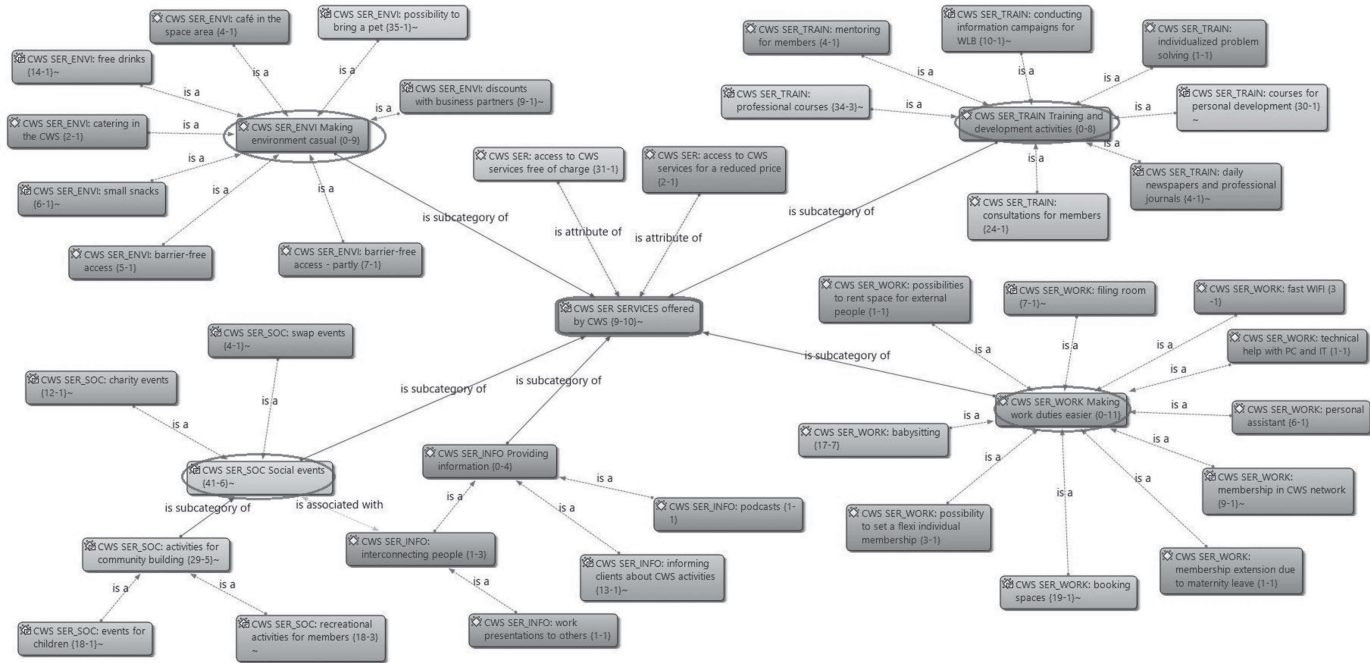 CWS SER_ENVI: café in the
space area {4-1}
CWS SER_ENVI: possibility to
bring a pet {35-1}~
CWS SER_ENVI: free drinks
{14-1}~
CWS SER_ENVI: discounts
with business partners {9-1}~
CWS SER_ENVI: catering in
the CWS {2-1}
CWS SER_ENVI Making
environment casual {0-9}
CWS SER_ENVI: small snacks
{6-1}~
CWS SER_ENVI: barrier-free
access {5-1}
CWS SER_ENVI: barrier-free
access - partly {7-1}
is a
is a
is a
is a
is a
is a
is a
is a
CWS SER: access to CWS
services free of charge {31-1}
CWS SER: access to CWS
services for a reduced price
{2-1}
is subcategory of
is attribute of
is attribute of
is subcategory of
CWS SER_TRAIN: mentoring
for members {4-1}
CWS SER_TRAIN: conducting
information campaigns for
WLB {10-1}~
CWS SER_TRAIN:
individualized problem
solving {1-1}
CWS SER_TRAIN:
professional courses {34-3}~
CWS SER_TRAIN: courses for
personal development {30-1}
~
CWS SER_TRAIN Training and
development activities {0-8}
CWS SER_TRAIN:
consultations for members
{24-1}
CWS SER_TRAIN: daily
newspapers and professional
journals {4-1}~
is a
is a
is a
is a
is a
is a
is a
CWS SER SERVICES offered
by CWS {9-10}~
CWS SER_WORK: possibilities
to rent space for external
people {1-1}
CWS SER_WORK: filing room
{7-1}~
CWS SER_WORK: fast WIFI {3
-1}
CWS SER_WORK: technical
help with PC and IT {1-1}
is subcategory of
CWS SER_WORK Making
work duties easier {0-11}
CWS SER_WORK: personal
assistant {6-1}
CWS SER_WORK: babysitting
{17-7}
CWS SER_WORK:
membership in CWS network
{9-1}~
CWS SER_WORK: possibility
to set a flexi individual
membership {3-1}
CWS SER_WORK:
membership extension due
to maternity leave {1-1}
CWS SER_WORK: booking
spaces {19-1}~
is a
is a
is a
is a
is a
is a
is a
is a
is a
is a
CWS SER_SOC: swap events
{4-1}~
CWS SER_SOC: charity events
{12-1}~
is a
is a
is subcategory of
is subcategory of
CWS SER_SOC Social events
{41-6}~
CWS SER_INFO Providing
information {0-4}
is subcategory of
is associated with
CWS SER_SOC: activities for
community building {29-5}~
CWS SER_INFO:
interconnecting people {1-3}
CWS SER_INFO: podcasts {1-
1}
CWS SER_INFO: informing
clients about CWS activities
{13-1}~
is a
is a
is a
is a
is a
is a
CWS SER_SOC: events for
children {18-1}~
CWS SER_SOC: recreational
activities for members {18-3}
~
CWS SER_INFO: work
presentations to others {1-1}